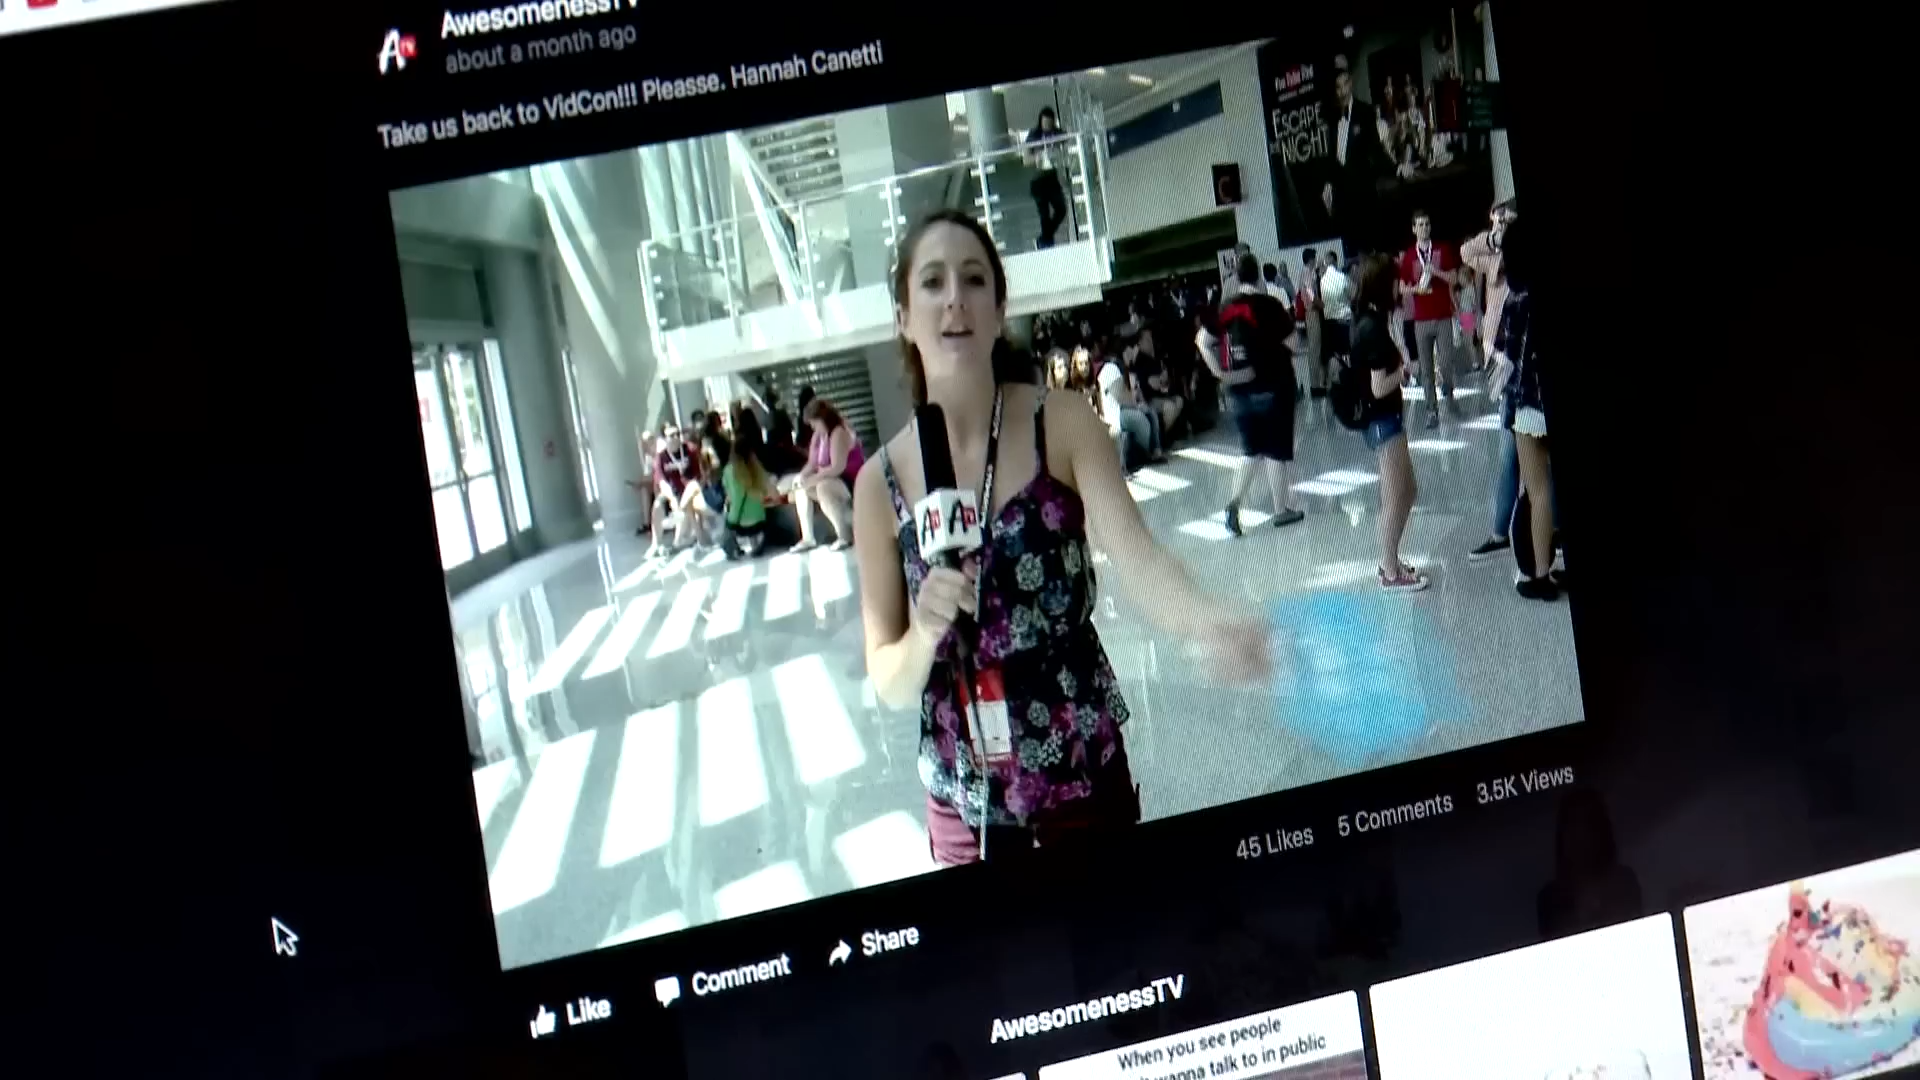 AwesomenessTV
about a month ago
Take us back to VidCon!!! Pleasse. Hannah Canetti
ESCAPE
NIGHT
C
45 Likes 5 Comments 3.5K Views
Like Comment Share
AwesomenessTV
When you see people
talk to in public